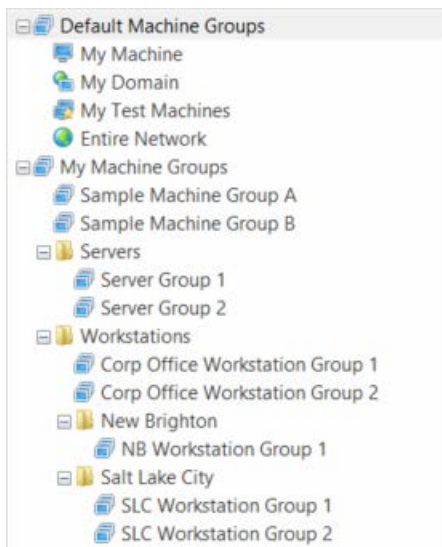 Default Machine Groups
My Machine
My Domain
My Test Machines
Entire Network
My Machine Groups
Sample Machine Group A
Sample Machine Group B
Servers
Server Group 1
Server Group 2
Workstations
Corp Office Workstation Group 1
Corp Office Workstation Group 2
New Brighton
NB Workstation Group 1
Salt Lake City
SLC Workstation Group 1
SLC Workstation Group 2